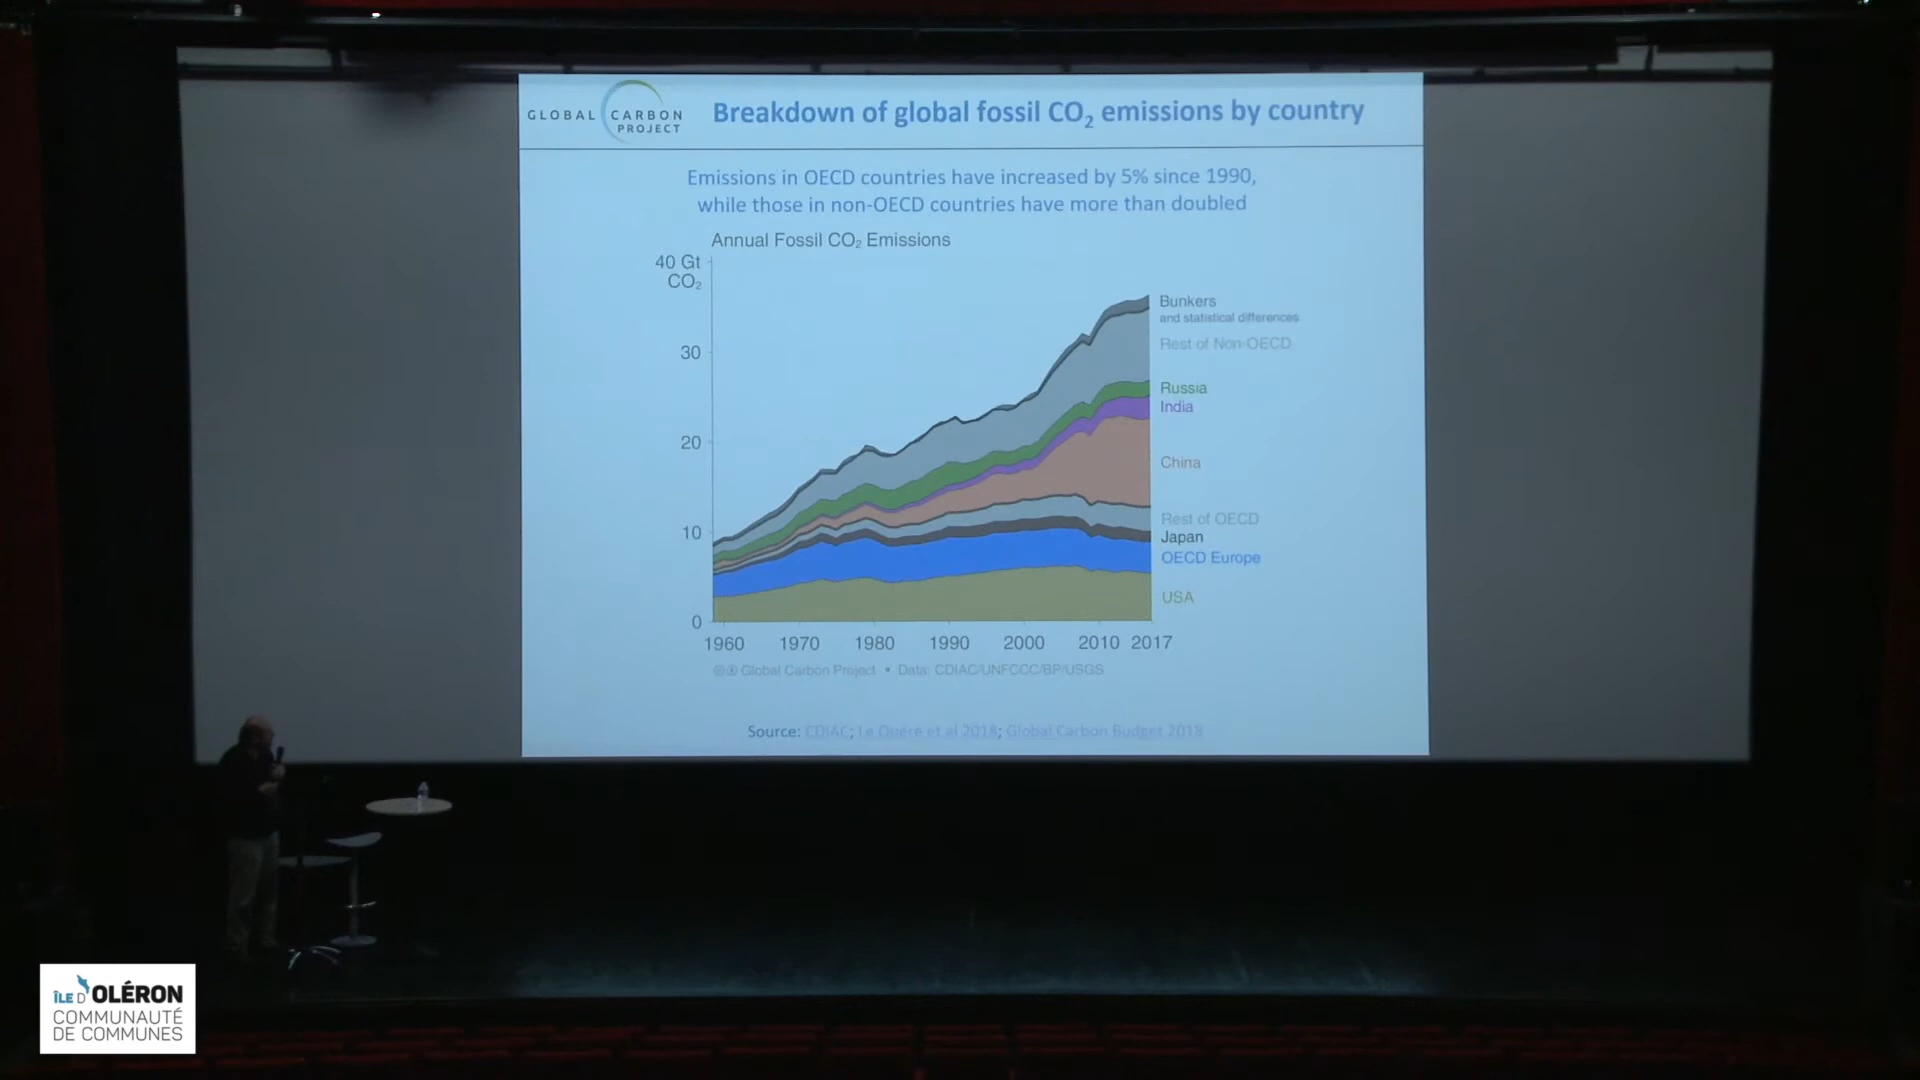 GLOBAL CARBON
PROJECT
Breakdown of global fossil CO₂ emissions by country
Emissions in OECD countries have increased by 5% since 1990,
while those in non-OECD countries have more than doubled
Annual Fossil CO₂ Emissions
40 Gt
CO₂
30
20
10
0
Bunkers
and statistical differences
Rest of Non-OECD
Russia
India
China
Rest of OECD
Japan
OECD Europe
USA
1960 1970 1980 1990 2000 2010 2017
Global Carbon Project • Data: CDIAC/UNFCCC/BP/USGS
Source: CDIAC; Le Quéré et al 2018; Global Carbon Budget 2018
ÎLE D'OLÉRON
COMMUNAUTÉ
DE COMMUNES